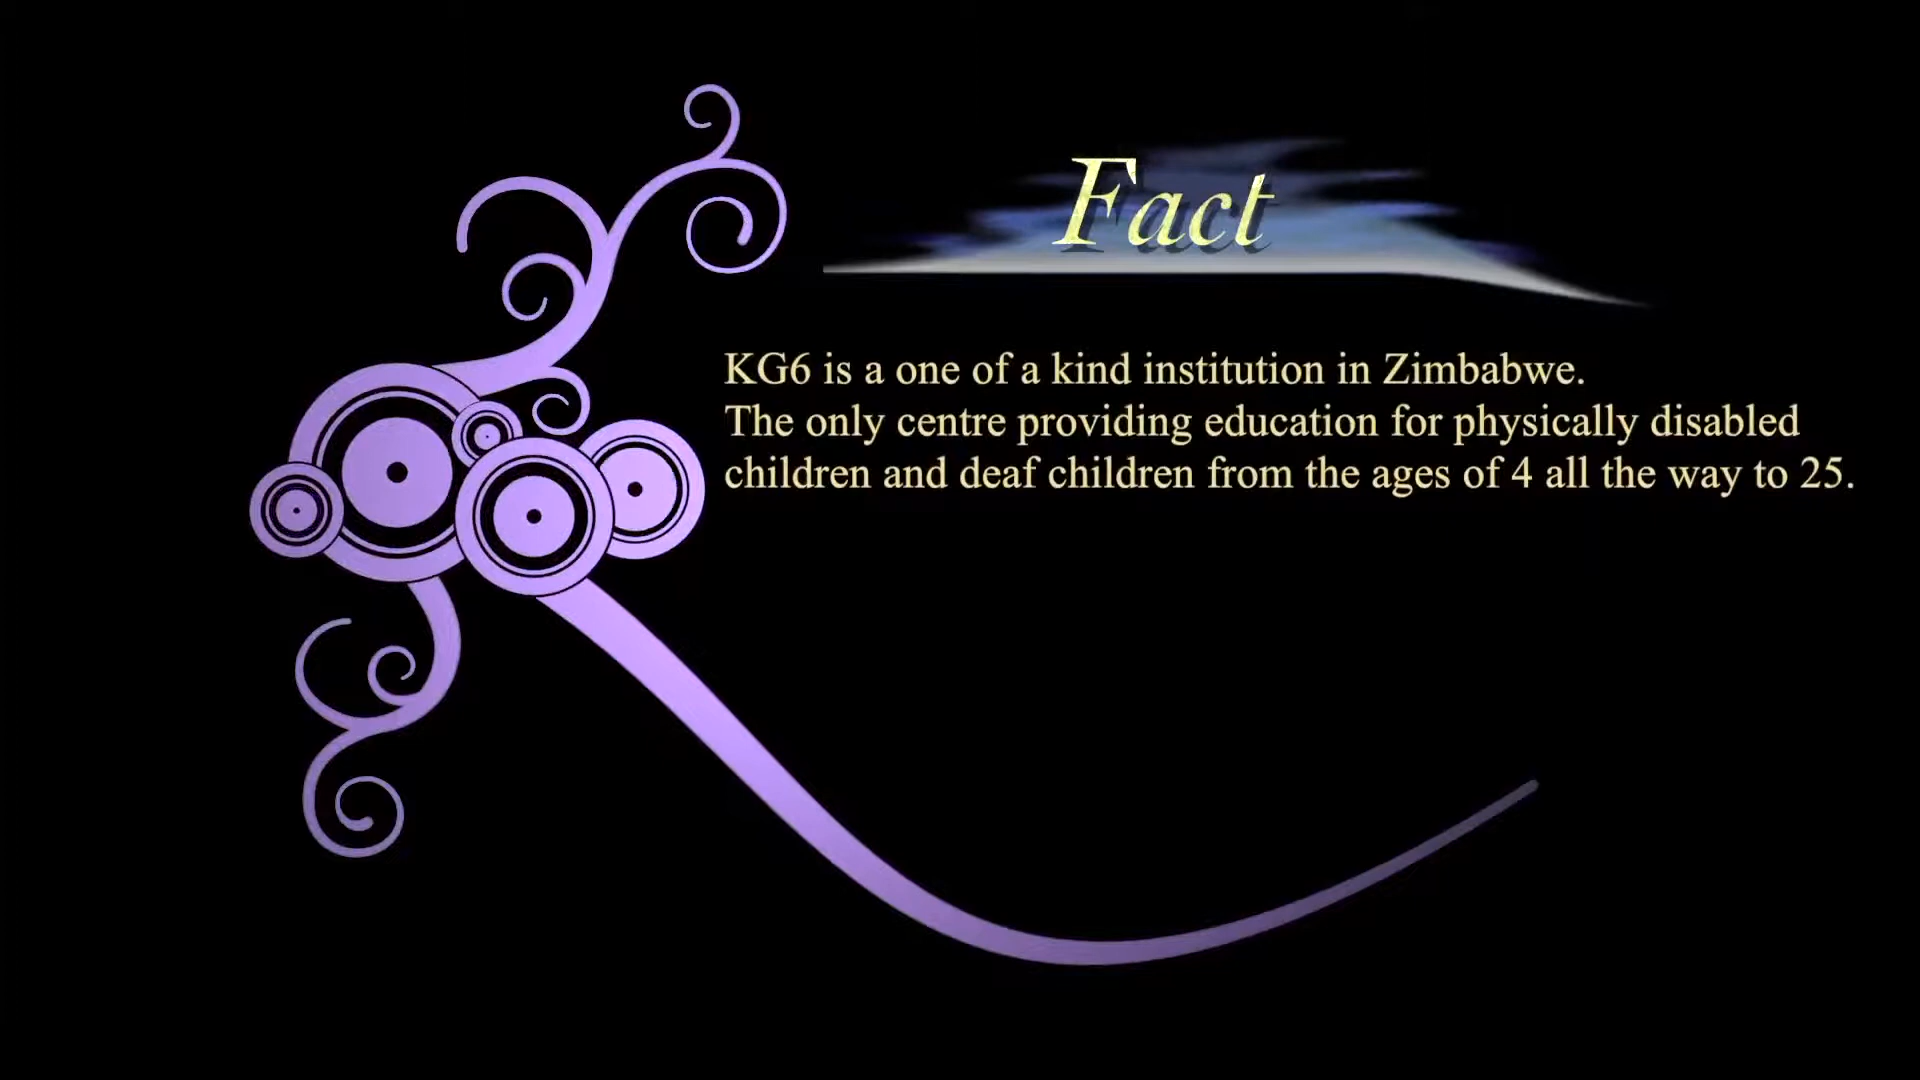 Fact
KG6 is a one of a kind institution in Zimbabwe.
The only centre providing education for physically disabled
children and deaf children from the ages of 4 all the way to 25.